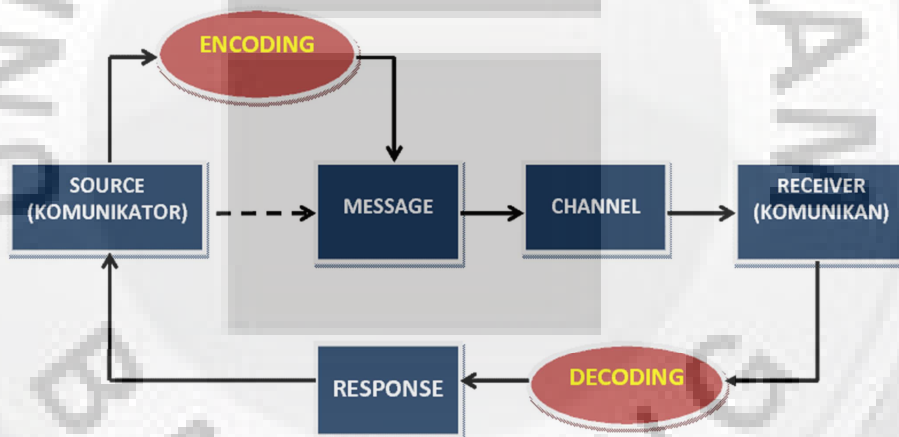 ENCODING
SOURCE
(KOMUNIKATOR)
MESSAGE
CHANNEL
RECEIVER
(KOMUNIKAN)
RESPONSE
DECODING